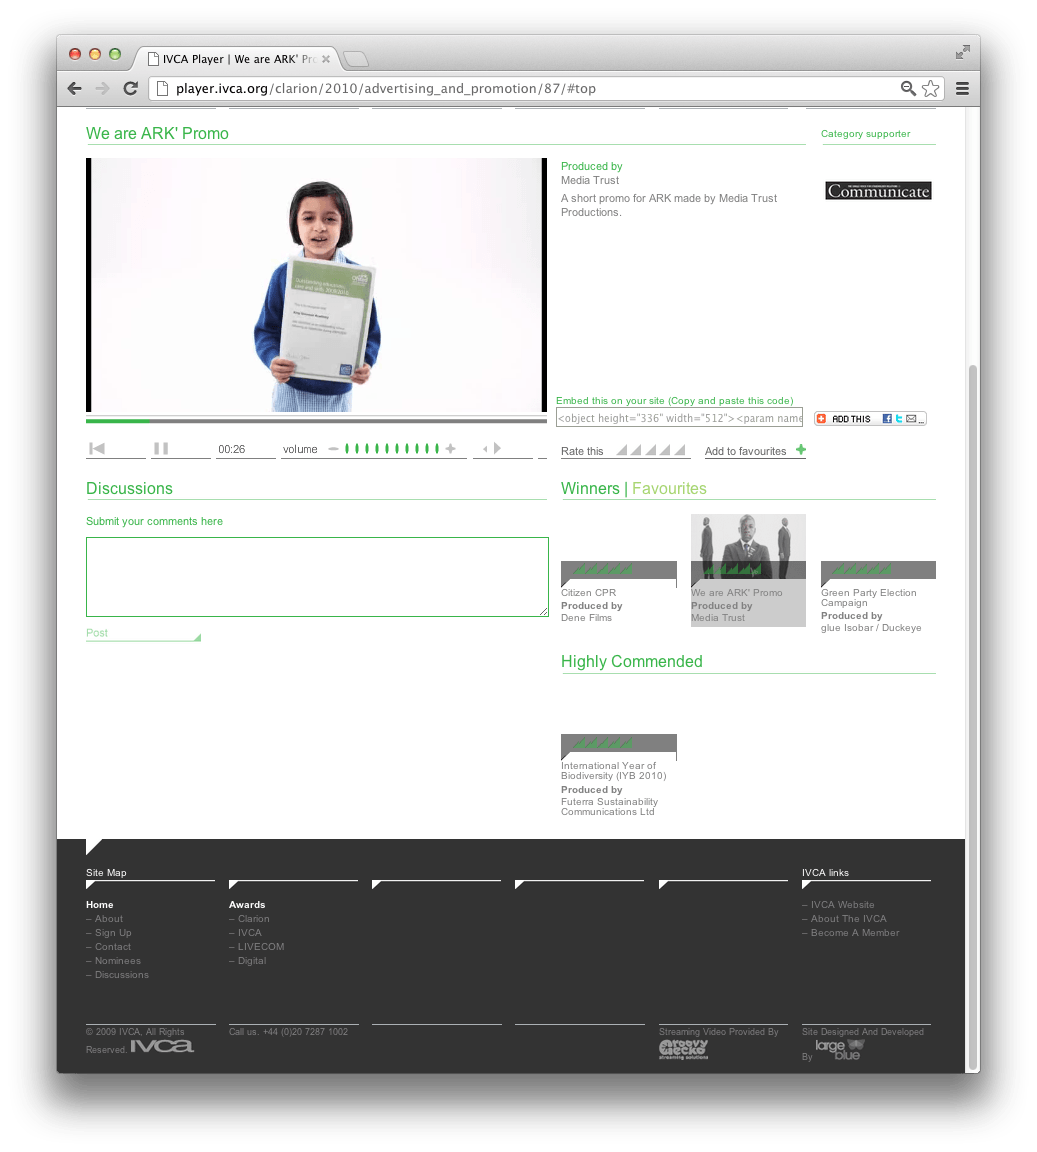 IVCA Player | We are ARK' Pro
player.ivca.org/clarion/2010/advertising_and_promotion/87/#top
We are ARK' Promo
Category supporter
Produced by
Media Trust
A short promo for ARK made by Media Trust
Productions.
Communicate
Embed this on your site (Copy and paste this code)
<object height="336" width="512"><param name
ADD THIS
00:26
volume
Rate this
Add to favourites
Discussions
Submit your comments here
Post
Winners | Favourites
Citizen CPR
Produced by
Dene Films
We are ARK' Promo
Produced by
Media Trust
Green Party Election
Campaign
Produced by
glue Isobar / Duckeye
Highly Commended
International Year of
Biodiversity (IYB 2010)
Produced by
Futerra Sustainability
Communications Ltd
Site Map
Home
– About
– Sign Up
– Contact
– Nominees
– Discussions
Awards
– Clarion
– IVCA
– LIVECOM
– Digital
IVCA links
– IVCA Website
– About The IVCA
– Become A Member
© 2009 IVCA, All Rights
Reserved. ivca
Call us. +44 (0)20 7287 1002
Streaming Video Provided By
Groovy
Gecko
streaming solutions
Site Designed And Developed
By large
blue